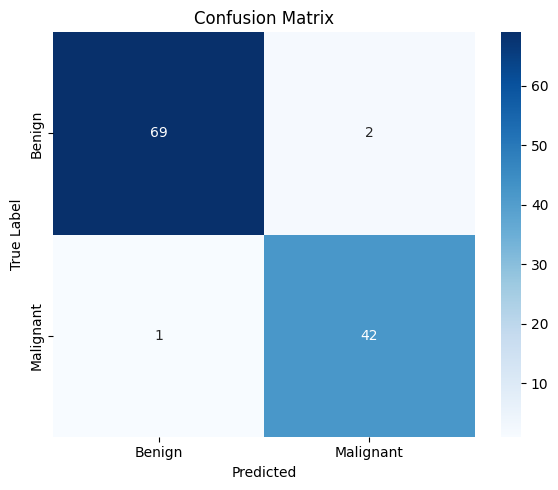 Confusion Matrix
True Label
Benign
69
2
Malignant
1
42
Benign
Malignant
Predicted
60
50
40
30
20
10